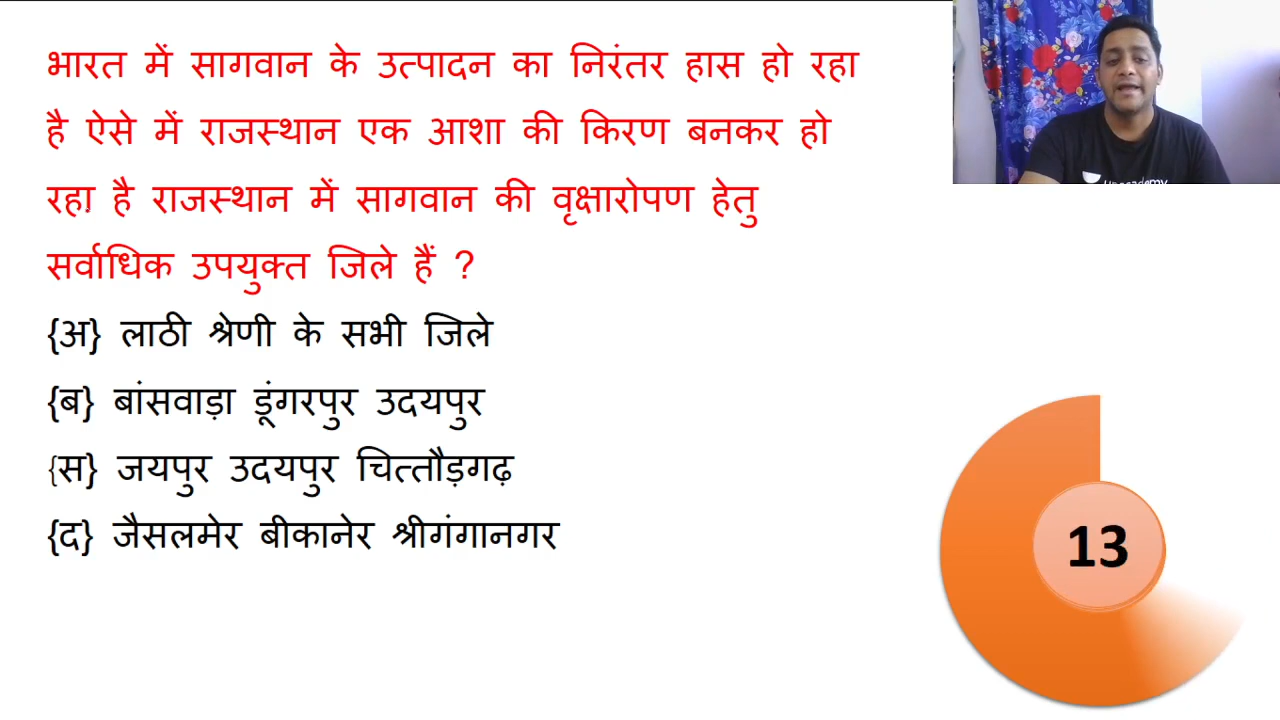 भारत में सागवान के उत्पादन का निरंतर हास हो रहा
है ऐसे में राजस्थान एक आशा की किरण बनकर हो
रहा है राजस्थान में सागवान की वृक्षारोपण हेतु
सर्वाधिक उपयुक्त जिले हैं ?
{अ} लाठी श्रेणी के सभी जिले
{ब} बांसवाड़ा डूंगरपुर उदयपुर
{स} जयपुर उदयपुर चित्तौड़गढ़
{द} जैसलमेर बीकानेर श्रीगंगानगर
13